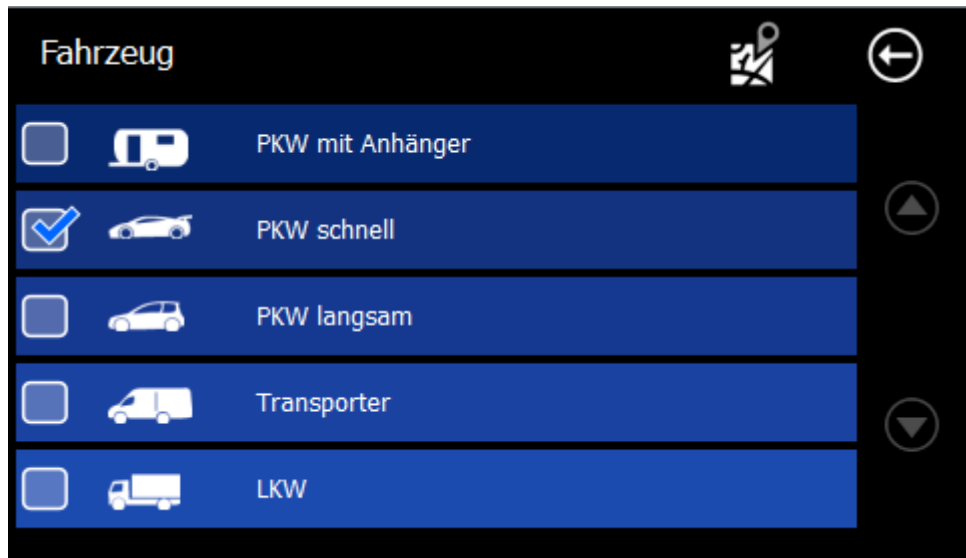 Fahrzeug
PKW mit Anhänger
PKW schnell
PKW langsam
Transporter
LKW